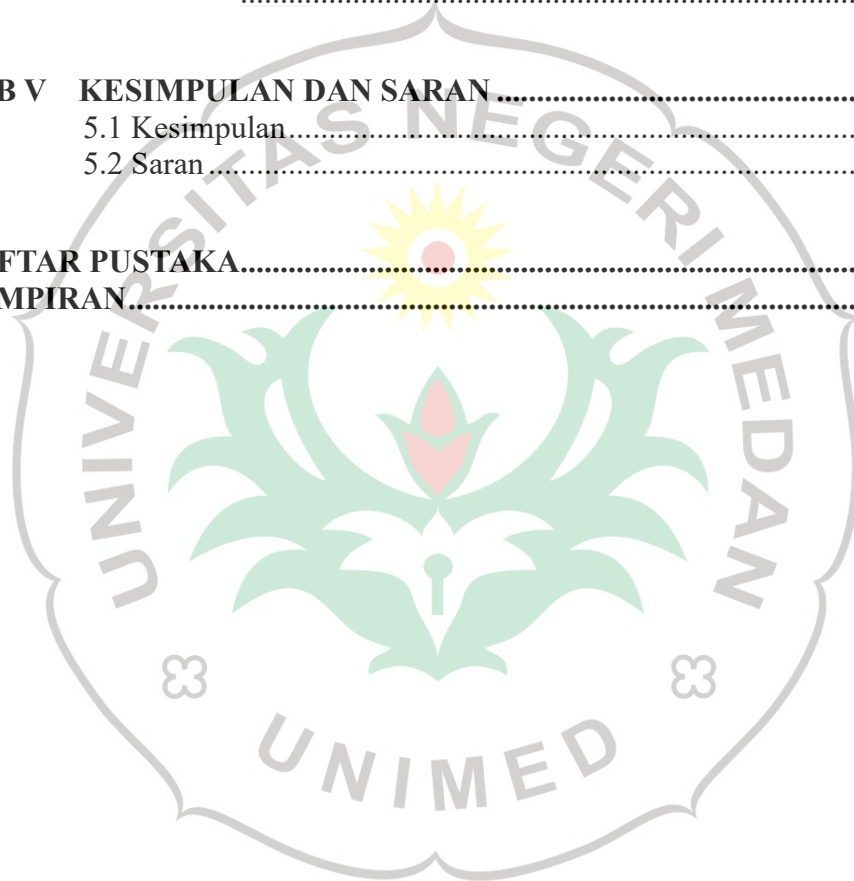 B V KESIMPULAN DAN SARAN
5.1 Kesimpulan
5.2 Saran
FTAR PUSTAKA
MPIRAN
UNIVERSITAS NEGERI MEDAN
UNIMED